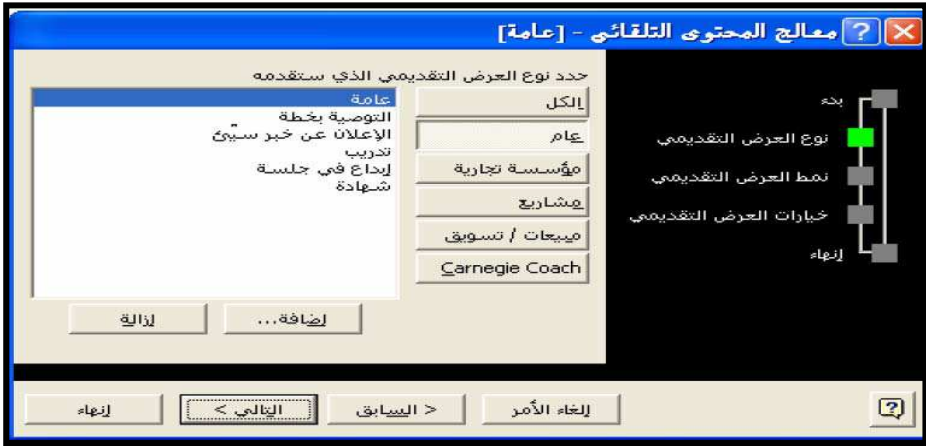 معالج المحتوى التلقائي - [عامة]
بدء
نوع العرض التقديمي
نمط العرض التقديمي
خيارات العرض التقديمي
إنهاء
حدد نوع العرض التقديمي الذي ستقدمه
الكل
عام
مؤسسة تجارية
مشاريع
مبيعات / تسويق
Carnegie Coach
عامة
التوصية بخطة
الإعلان عن خبر سيّئ
تدريب
إبداع في جلسة
شهادة
إضافة...
إزالة
إلغاء الأمر
< السابق
التالي >
إنهاء